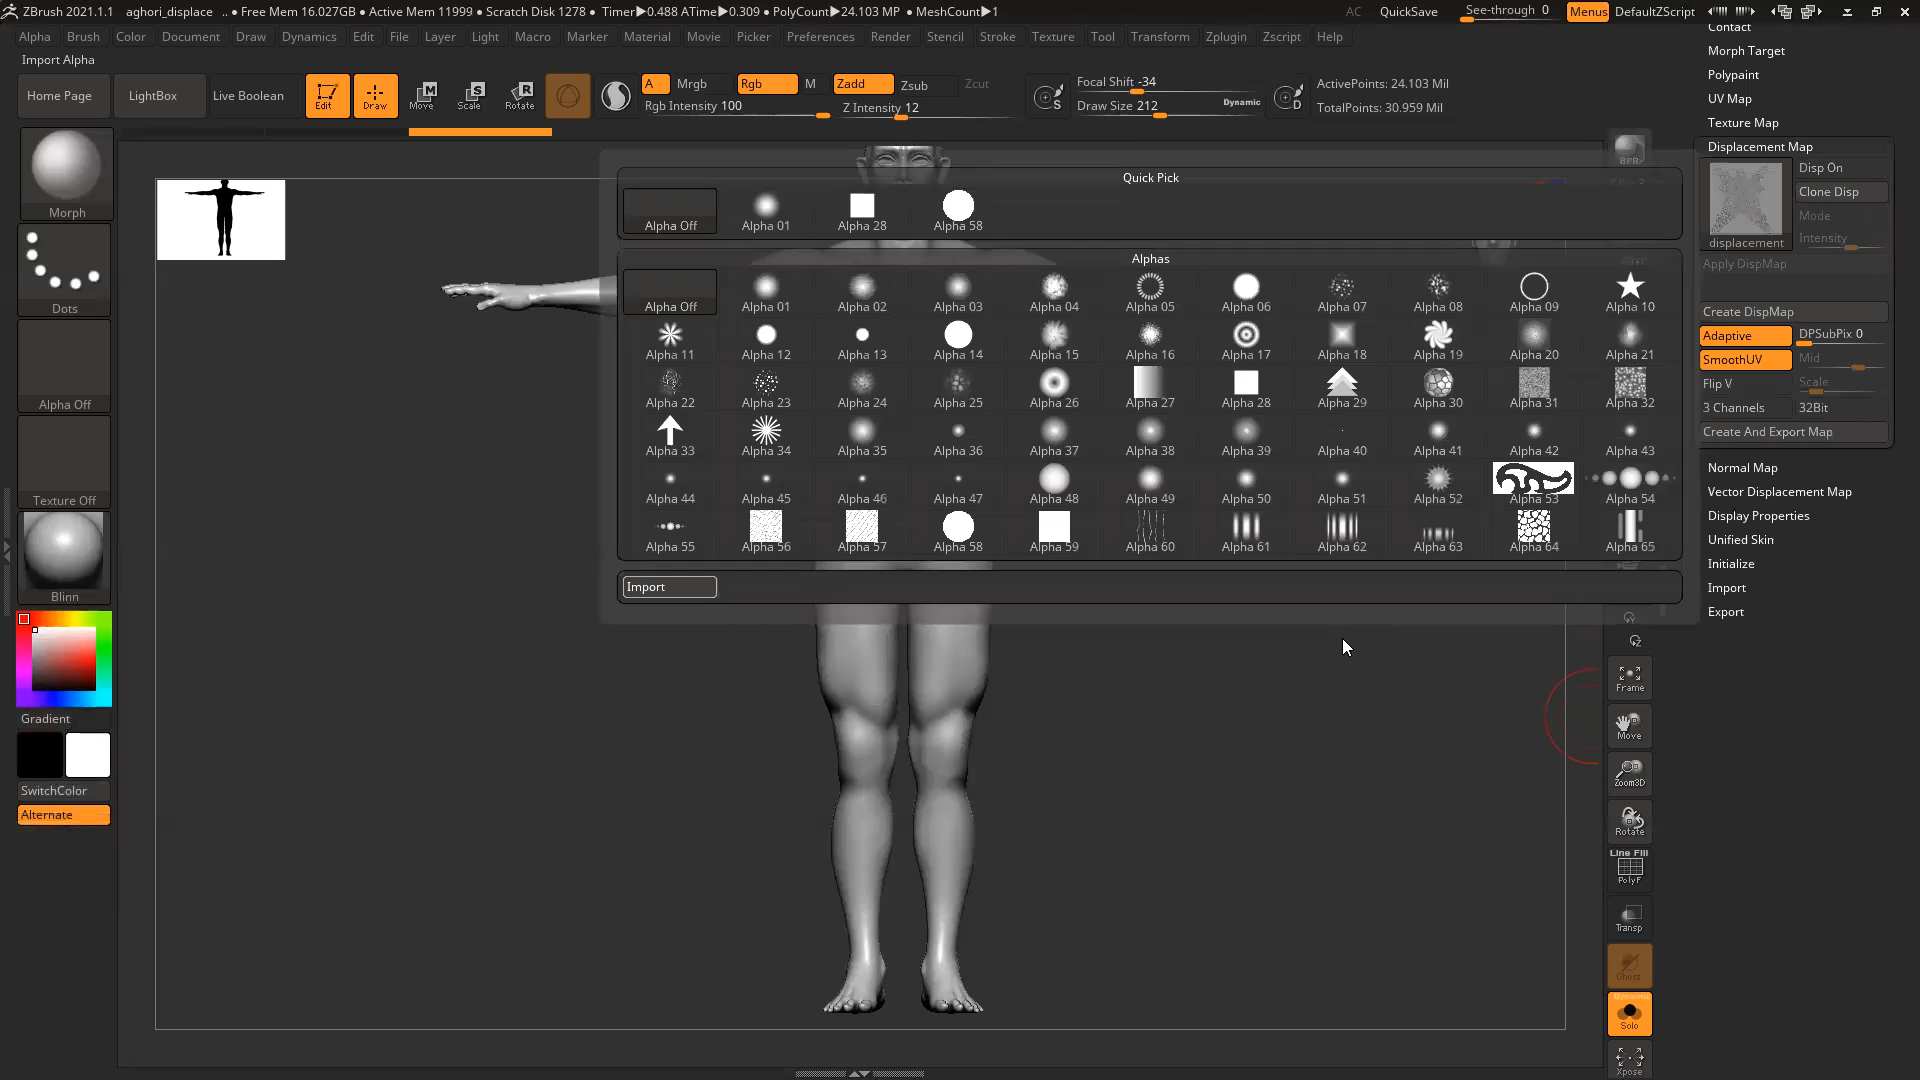 ZBrush 2021.1.1 aghori_displace .. ● Free Mem 16.027GB ● Active Mem 11999 ● Scratch Disk 1278 ● Timer▶0.488 ATime▶0.309 ● PolyCount▶24.103 MP ● MeshCount▶1 AC QuickSave See-through 0 Menus DefaultZScript
Alpha Brush Color Document Draw Dynamics Edit File Layer Light Macro Marker Material Movie Picker Preferences Render Stencil Stroke Texture Tool Transform Zplugin Zscript Help
Import Alpha
Home Page LightBox Live Boolean Edit Draw Move Scale Rotate
A Mrgb Rgb M Zadd Zsub Zcut
Rgb Intensity 100 Z Intensity 12
S Focal Shift -34
Draw Size 212 Dynamic D
ActivePoints: 24.103 Mil
TotalPoints: 30.959 Mil
Morph
Dots
Alpha Off
Texture Off
Blinn
Gradient
SwitchColor
Alternate
Quick Pick
Alpha Off Alpha 01 Alpha 28 Alpha 58
Alphas
Alpha Off Alpha 01 Alpha 02 Alpha 03 Alpha 04 Alpha 05 Alpha 06 Alpha 07 Alpha 08 Alpha 09 Alpha 10
Alpha 11 Alpha 12 Alpha 13 Alpha 14 Alpha 15 Alpha 16 Alpha 17 Alpha 18 Alpha 19 Alpha 20 Alpha 21
Alpha 22 Alpha 23 Alpha 24 Alpha 25 Alpha 26 Alpha 27 Alpha 28 Alpha 29 Alpha 30 Alpha 31 Alpha 32
Alpha 33 Alpha 34 Alpha 35 Alpha 36 Alpha 37 Alpha 38 Alpha 39 Alpha 40 Alpha 41 Alpha 42 Alpha 43
Alpha 44 Alpha 45 Alpha 46 Alpha 47 Alpha 48 Alpha 49 Alpha 50 Alpha 51 Alpha 52 Alpha 53 Alpha 54
Alpha 55 Alpha 56 Alpha 57 Alpha 58 Alpha 59 Alpha 60 Alpha 61 Alpha 62 Alpha 63 Alpha 64 Alpha 65
Import
BPR
Frame
Move
Zoom3D
Rotate
Line Fill
PolyF
Transp
Ghost
Dynamic
Solo
Xpose
Contact
Morph Target
Polypaint
UV Map
Texture Map
Displacement Map
displacement
Disp On
Clone Disp
Mode
Intensity
Apply DispMap
Create DispMap
Adaptive DPSubPix 0
SmoothUV Mid
Flip V Scale
3 Channels 32Bit
Create And Export Map
Normal Map
Vector Displacement Map
Display Properties
Unified Skin
Initialize
Import
Export